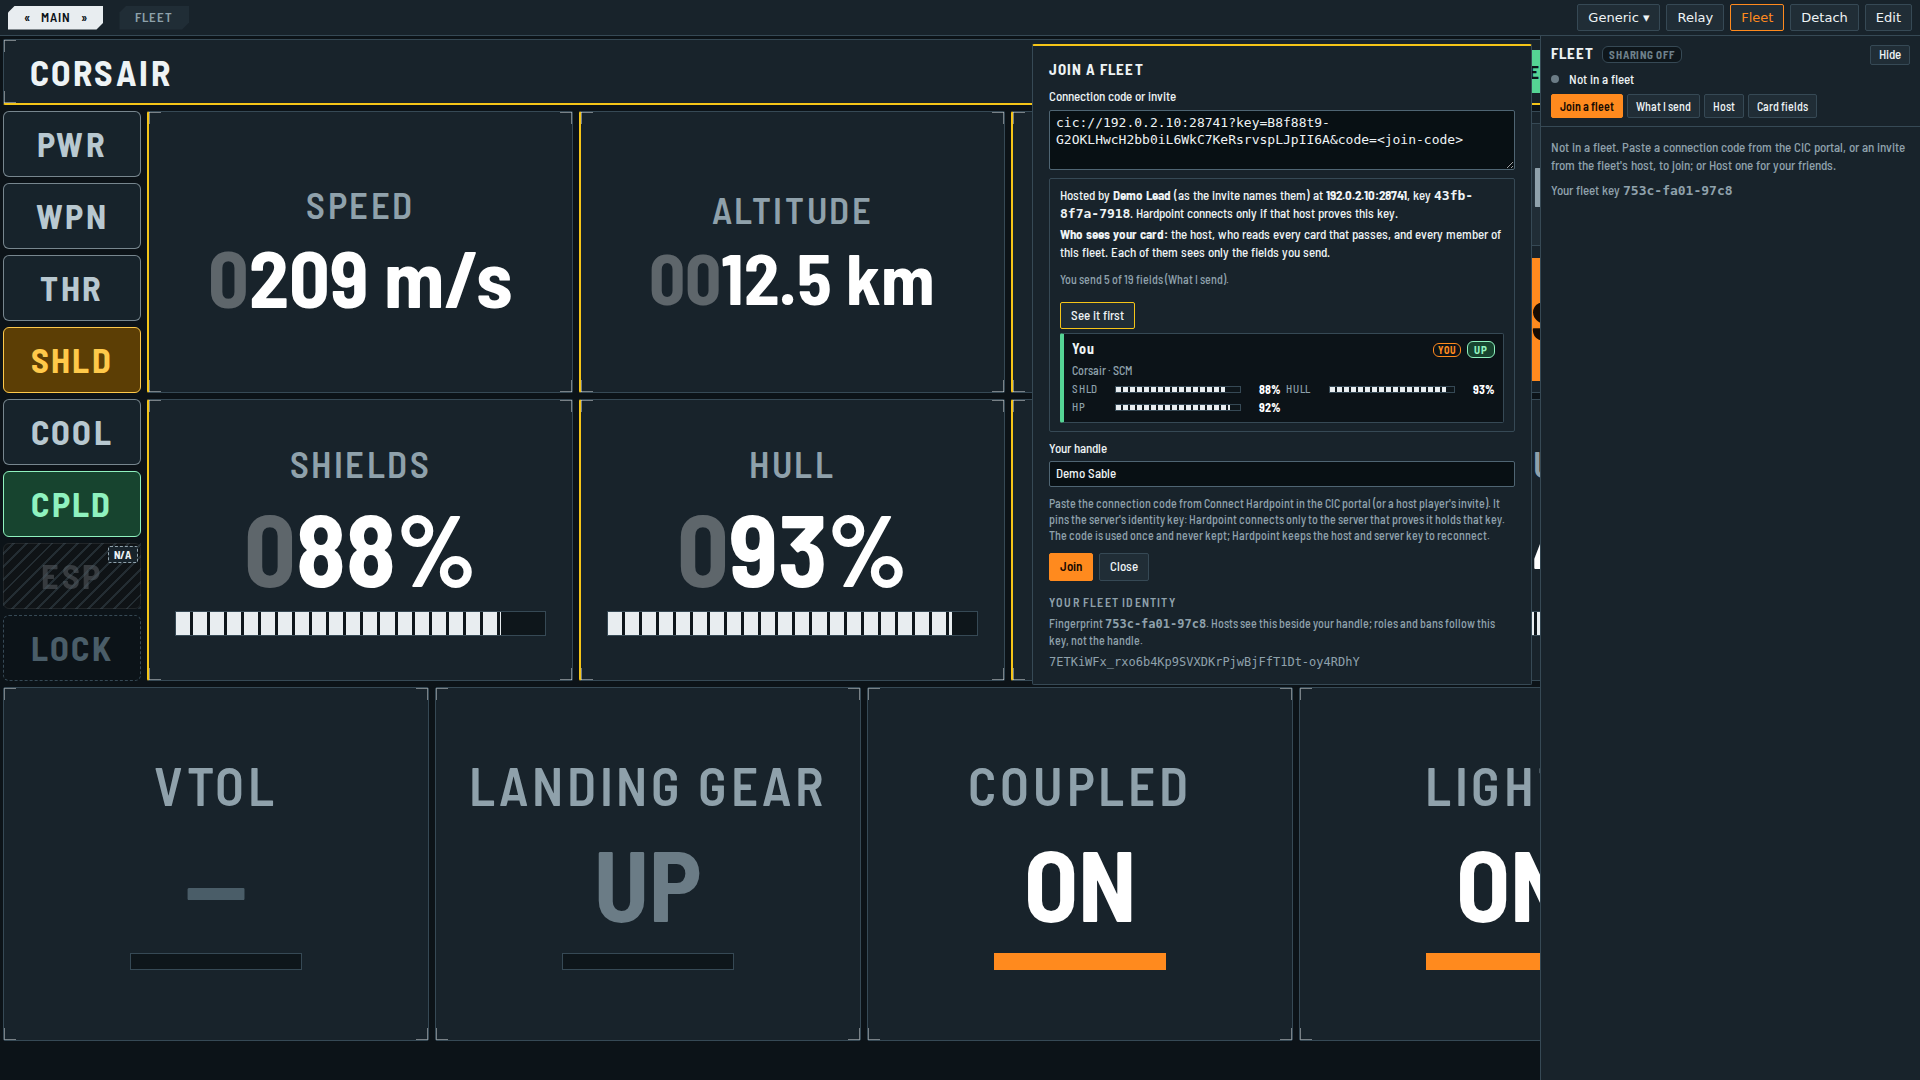 « MAIN »
FLEET
Generic ▾
Relay
Fleet
Detach
Edit
CORSAIR
PWR
WPN
THR
SHLD
COOL
CPLD
N/A
ESP
LOCK
SPEED
0209 m/s
ALTITUDE
0012.5 km
SHIELDS
088%
HULL
093%
VTOL
–
LANDING GEAR
UP
COUPLED
ON
JOIN A FLEET
Connection code or invite
cic://192.0.2.10:28741?key=B8f88t9-
G2OKLHwcH2bb0iL6WkC7KeRsrvspLJpII6A&code=<join-code>
Hosted by Demo Lead (as the invite names them) at 192.0.2.10:28741, key 43fb-
8f7a-7918. Hardpoint connects only if that host proves this key.
Who sees your card: the host, who reads every card that passes, and every member of
this fleet. Each of them sees only the fields you send.
You send 5 of 19 fields (What I send).
See it first
You
YOU
UP
Corsair · SCM
SHLD 88% HULL 93%
HP 92%
Your handle
Demo Sable
Paste the connection code from Connect Hardpoint in the CIC portal (or a host player's invite). It
pins the server's identity key: Hardpoint connects only to the server that proves it holds that key.
The code is used once and never kept; Hardpoint keeps the host and server key to reconnect.
Join
Close
YOUR FLEET IDENTITY
Fingerprint 753c-fa01-97c8. Hosts see this beside your handle; roles and bans follow this
key, not the handle.
7ETKiWFx_rxo6b4Kp9SVXDKrPjwBjFfT1Dt-oy4RDhY
FLEET
SHARING OFF
Hide
Not in a fleet
Join a fleet
What I send
Host
Card fields
Not in a fleet. Paste a connection code from the CIC portal, or an invite
from the fleet's host, to join; or Host one for your friends.
Your fleet key 753c-fa01-97c8